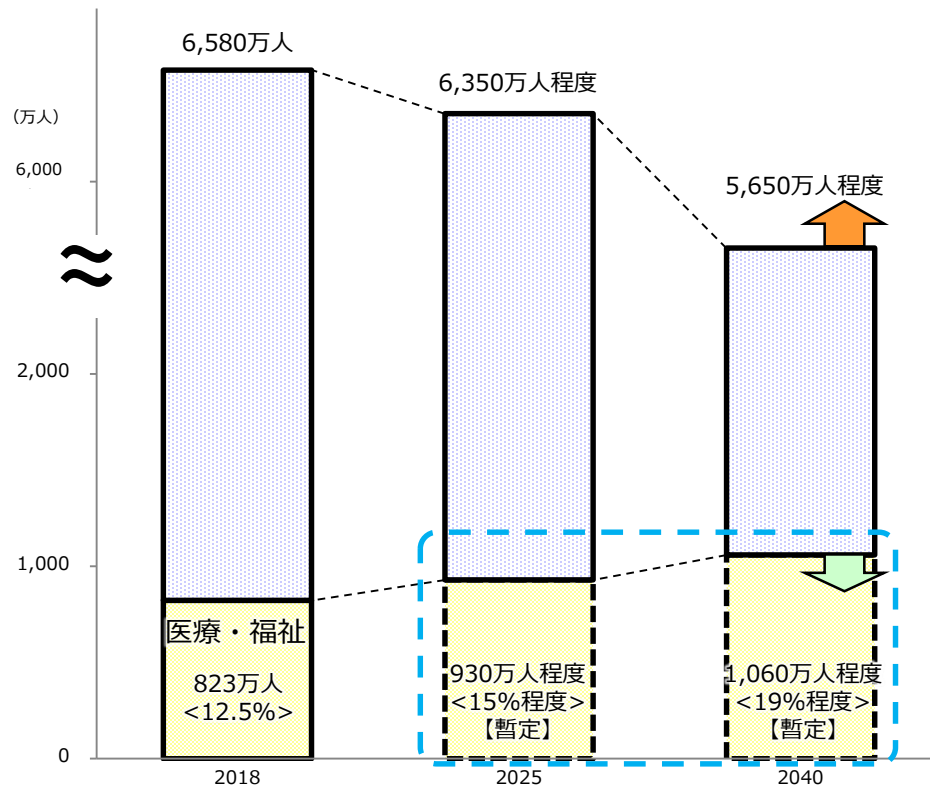 6,580万人
6,350万人程度
5,650万人程度
（万人）
6,000
2,000
1,000
0
医療・福祉
823万人
<12.5%>
930万人程度
<15%程度>
【暫定】
1,060万人程度
<19%程度>
【暫定】
2018
2025
2040